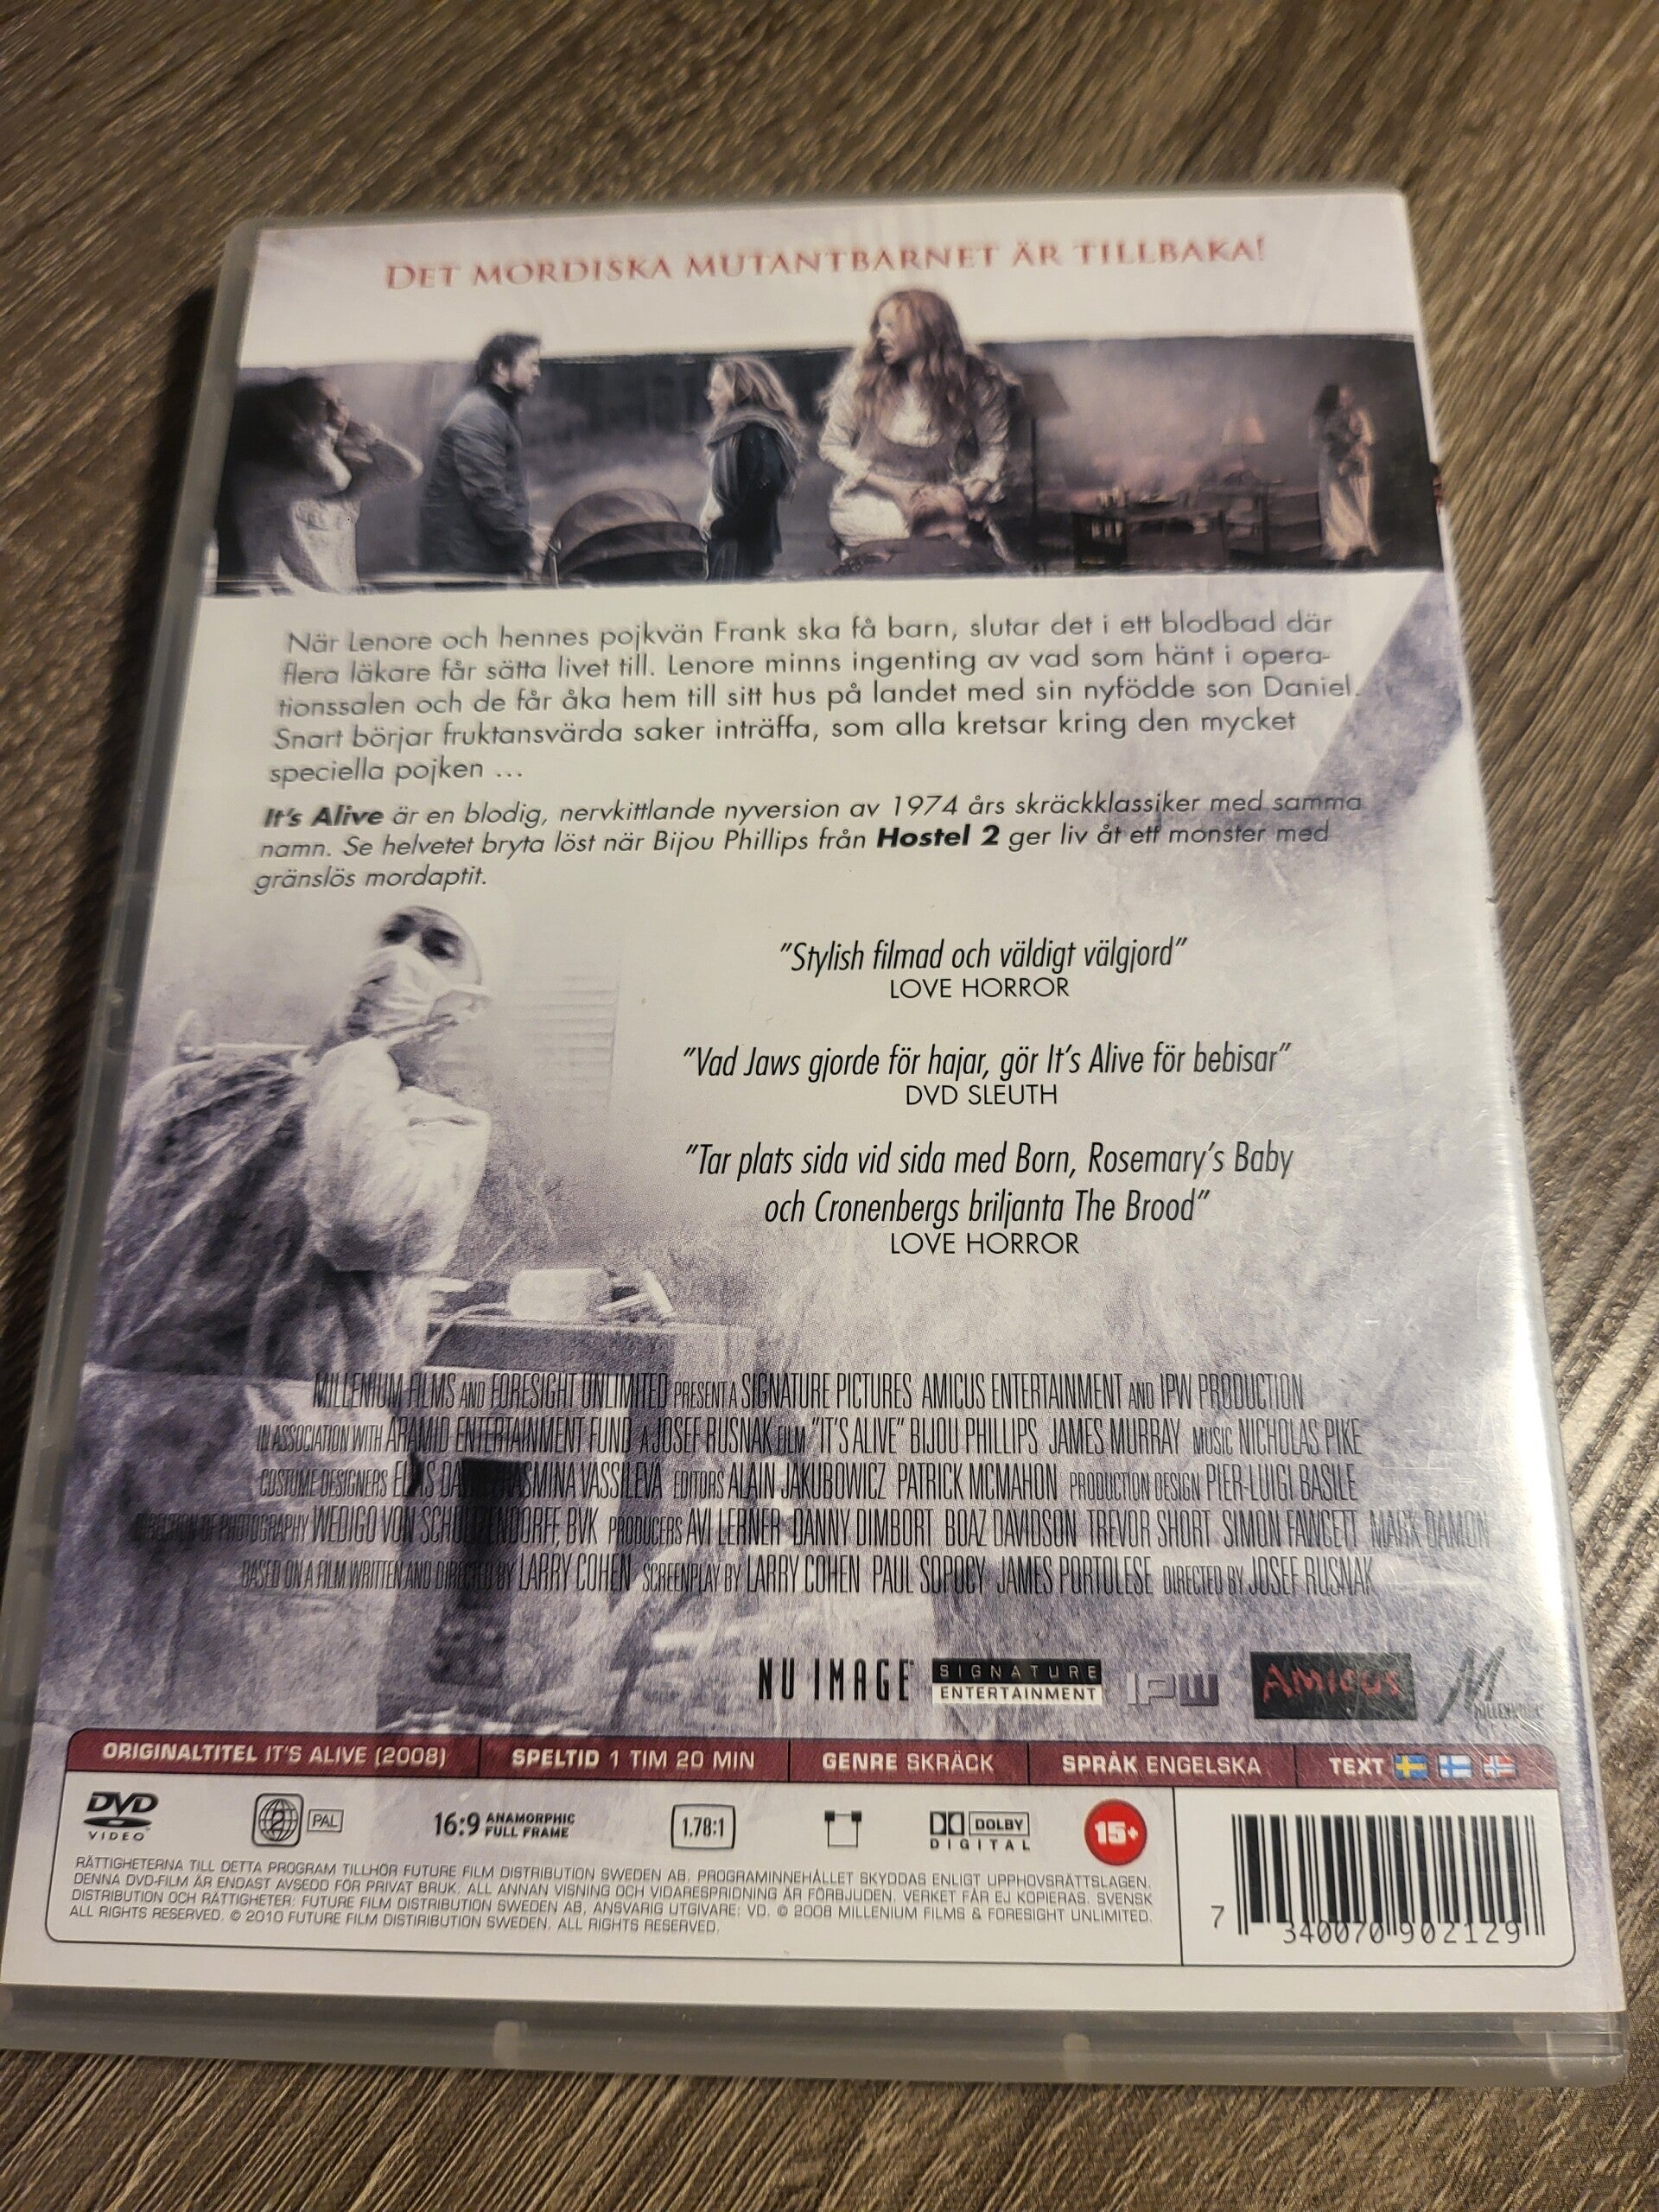 DET MORDISKA MUTANTBARNET ÄR TILLBAKA!
När Lenore och hennes pojkvän Frank ska få barn, slutar det i ett blodbad där
flera läkare får sätta livet till. Lenore minns ingenting av vad som hänt i opera-
tionssalen och de får åka hem till sitt hus på landet med sin nyfödde son Daniel.
Snart börjar fruktansvärda saker inträffa, som alla kretsar kring den mycket
speciella pojken ...
It's Alive är en blodig, nervkittlande nyversion av 1974 års skräckklassiker med samma
namn. Se helvetet bryta löst när Bijou Phillips från Hostel 2 ger liv åt ett monster med
gränslös mordaptit.
"Stylish filmad och väldigt välgjord"
LOVE HORROR
"Vad Jaws gjorde för hajar, gör It's Alive för bebisar"
DVD SLEUTH
"Tar plats sida vid sida med Born, Rosemary's Baby
och Cronenbergs briljanta The Brood"
LOVE HORROR
MILLENIUM FILMS AND FORESIGHT UNLIMITED PRESENT A SIGNATURE PICTURES AMICUS ENTERTAINMENT AND IPW PRODUCTION
IN ASSOCIATION WITH ARAMID ENTERTAINMENT FUND A JOSEF RUSNAK FILM "IT'S ALIVE" BIJOU PHILLIPS JAMES MURRAY MUSIC NICHOLAS PIKE
COSTUME DESIGNERS VASSILEVA EDITORS ALAIN JAKUBOWICZ PATRICK MCMAHON PRODUCTION DESIGN PIER-LUIGI BASILE
DIRECTION OF PHOTOGRAPHY WEDIGO VON SCHULTZENDORFF, BVK PRODUCERS AVI LERNER DANNY DIMBORT BOAZ DAVIDSON TREVOR SHORT SIMON FAWCETT MARK DAMON
BASED ON A FILM WRITTEN AND DIRECTED BY LARRY COHEN SCREENPLAY BY LARRY COHEN PAUL SOPOCY JAMES PORTOLESE DIRECTED BY JOSEF RUSNAK
NU IMAGE SIGNATURE ENTERTAINMENT IPW AMICUS M MILLENNIUM
ORIGINALTITEL IT'S ALIVE (2008) SPELTID 1 TIM 20 MIN GENRE SKRÄCK SPRÅK ENGELSKA TEXT
DVD VIDEO 2 PAL 16:9 ANAMORPHIC FULL FRAME 1.78:1 DOLBY DIGITAL 15+
RÄTTIGHETERNA TILL DETTA PROGRAM TILLHÖR FUTURE FILM DISTRIBUTION SWEDEN AB. PROGRAMINNEHÅLLET SKYDDAS ENLIGT UPPHOVSRÄTTSLAGEN.
DENNA DVD-FILM ÄR ENDAST AVSEDD FÖR PRIVAT BRUK. ALL ANNAN VISNING OCH VIDARESPRIDNING ÄR FÖRBJUDEN. VERKET FÅR EJ KOPIERAS. SVENSK
DISTRIBUTION OCH RÄTTIGHETER: FUTURE FILM DISTRIBUTION SWEDEN AB, ANSVARIG UTGIVARE: VD. © 2008 MILLENIUM FILMS & FORESIGHT UNLIMITED.
ALL RIGHTS RESERVED. © 2010 FUTURE FILM DISTIRIBUTION SWEDEN. ALL RIGHTS RESERVED.
7 340070 902129